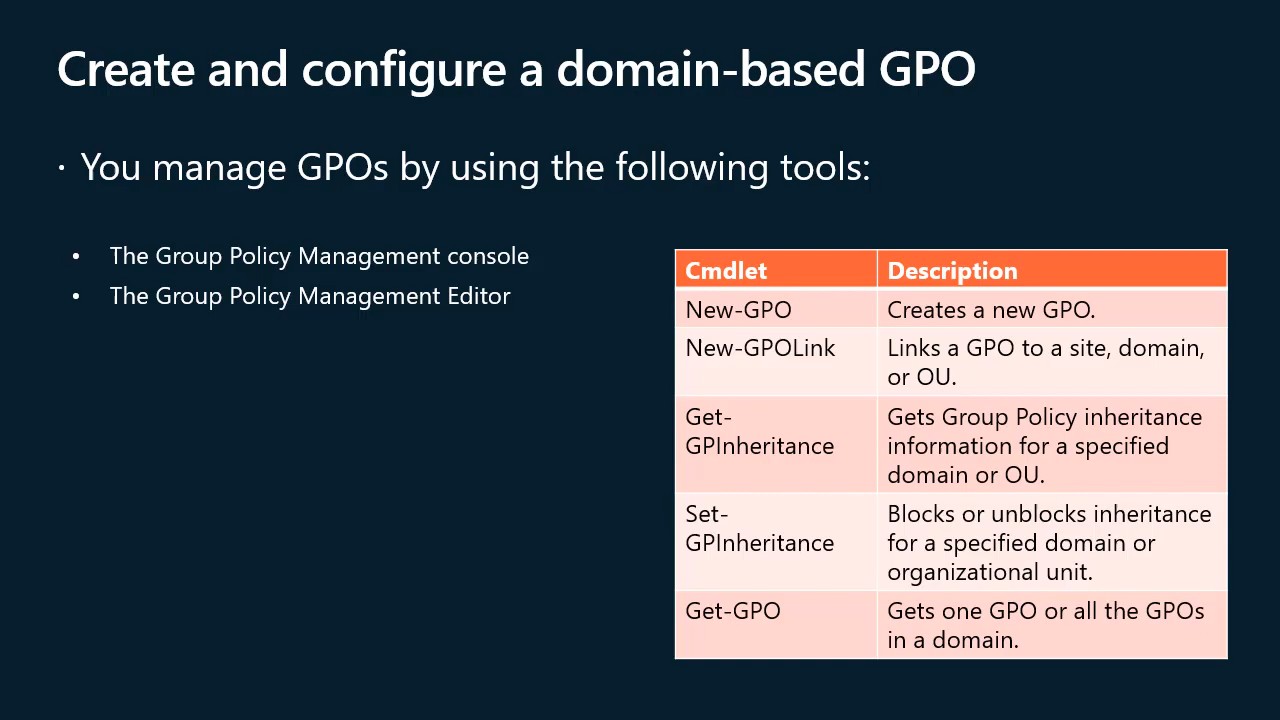 Create and configure a domain-based GPO
· You manage GPOs by using the following tools:
• The Group Policy Management console
• The Group Policy Management Editor
Cmdlet Description
New-GPO Creates a new GPO.
New-GPOLink Links a GPO to a site, domain,
or OU.
Get- Gets Group Policy inheritance
GPInheritance information for a specified
domain or OU.
Set- Blocks or unblocks inheritance
GPInheritance for a specified domain or
organizational unit.
Get-GPO Gets one GPO or all the GPOs
in a domain.